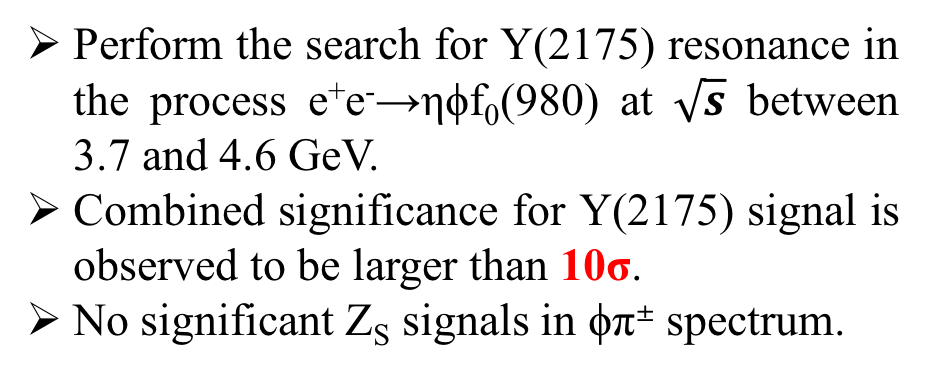 ➢ Perform the search for Y(2175) resonance in
the process e⁺e⁻→ηϕf₀(980) at √s between
3.7 and 4.6 GeV.
➢ Combined significance for Y(2175) signal is
observed to be larger than 10σ.
➢ No significant Z_S signals in ϕπ± spectrum.